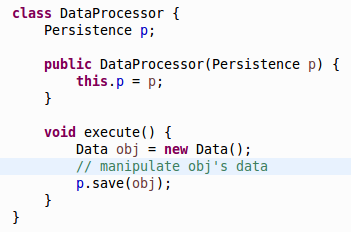 class DataProcessor {
    Persistence p;

    public DataProcessor(Persistence p) {
        this.p = p;
    }

    void execute() {
        Data obj = new Data();
        // manipulate obj's data
        p.save(obj);
    }
}